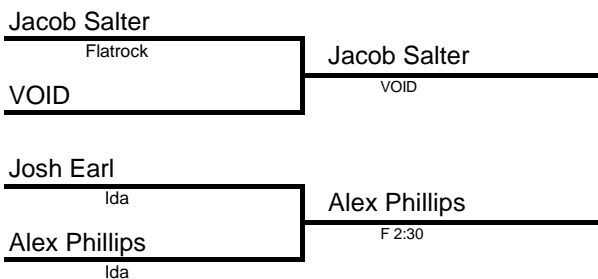 Jacob Salter
Flatrock
VOID
Jacob Salter
VOID
Josh Earl
Ida
Alex Phillips
Ida
Alex Phillips
F 2:30